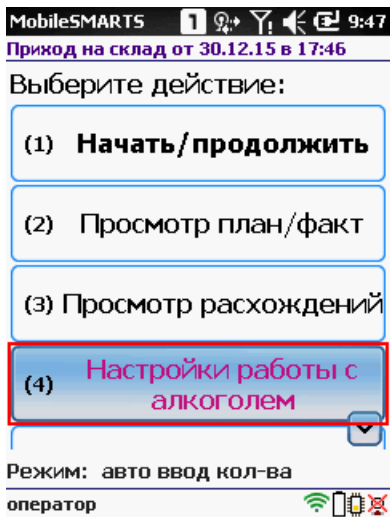 MobileSMARTS 1 9:47
Приход на склад от 30.12.15 в 17:46
Выберите действие:
(1) Начать/продолжить
(2) Просмотр план/факт
(3) Просмотр расхождений
(4) Настройки работы с
алкоголем
Режим: авто ввод кол-ва
оператор